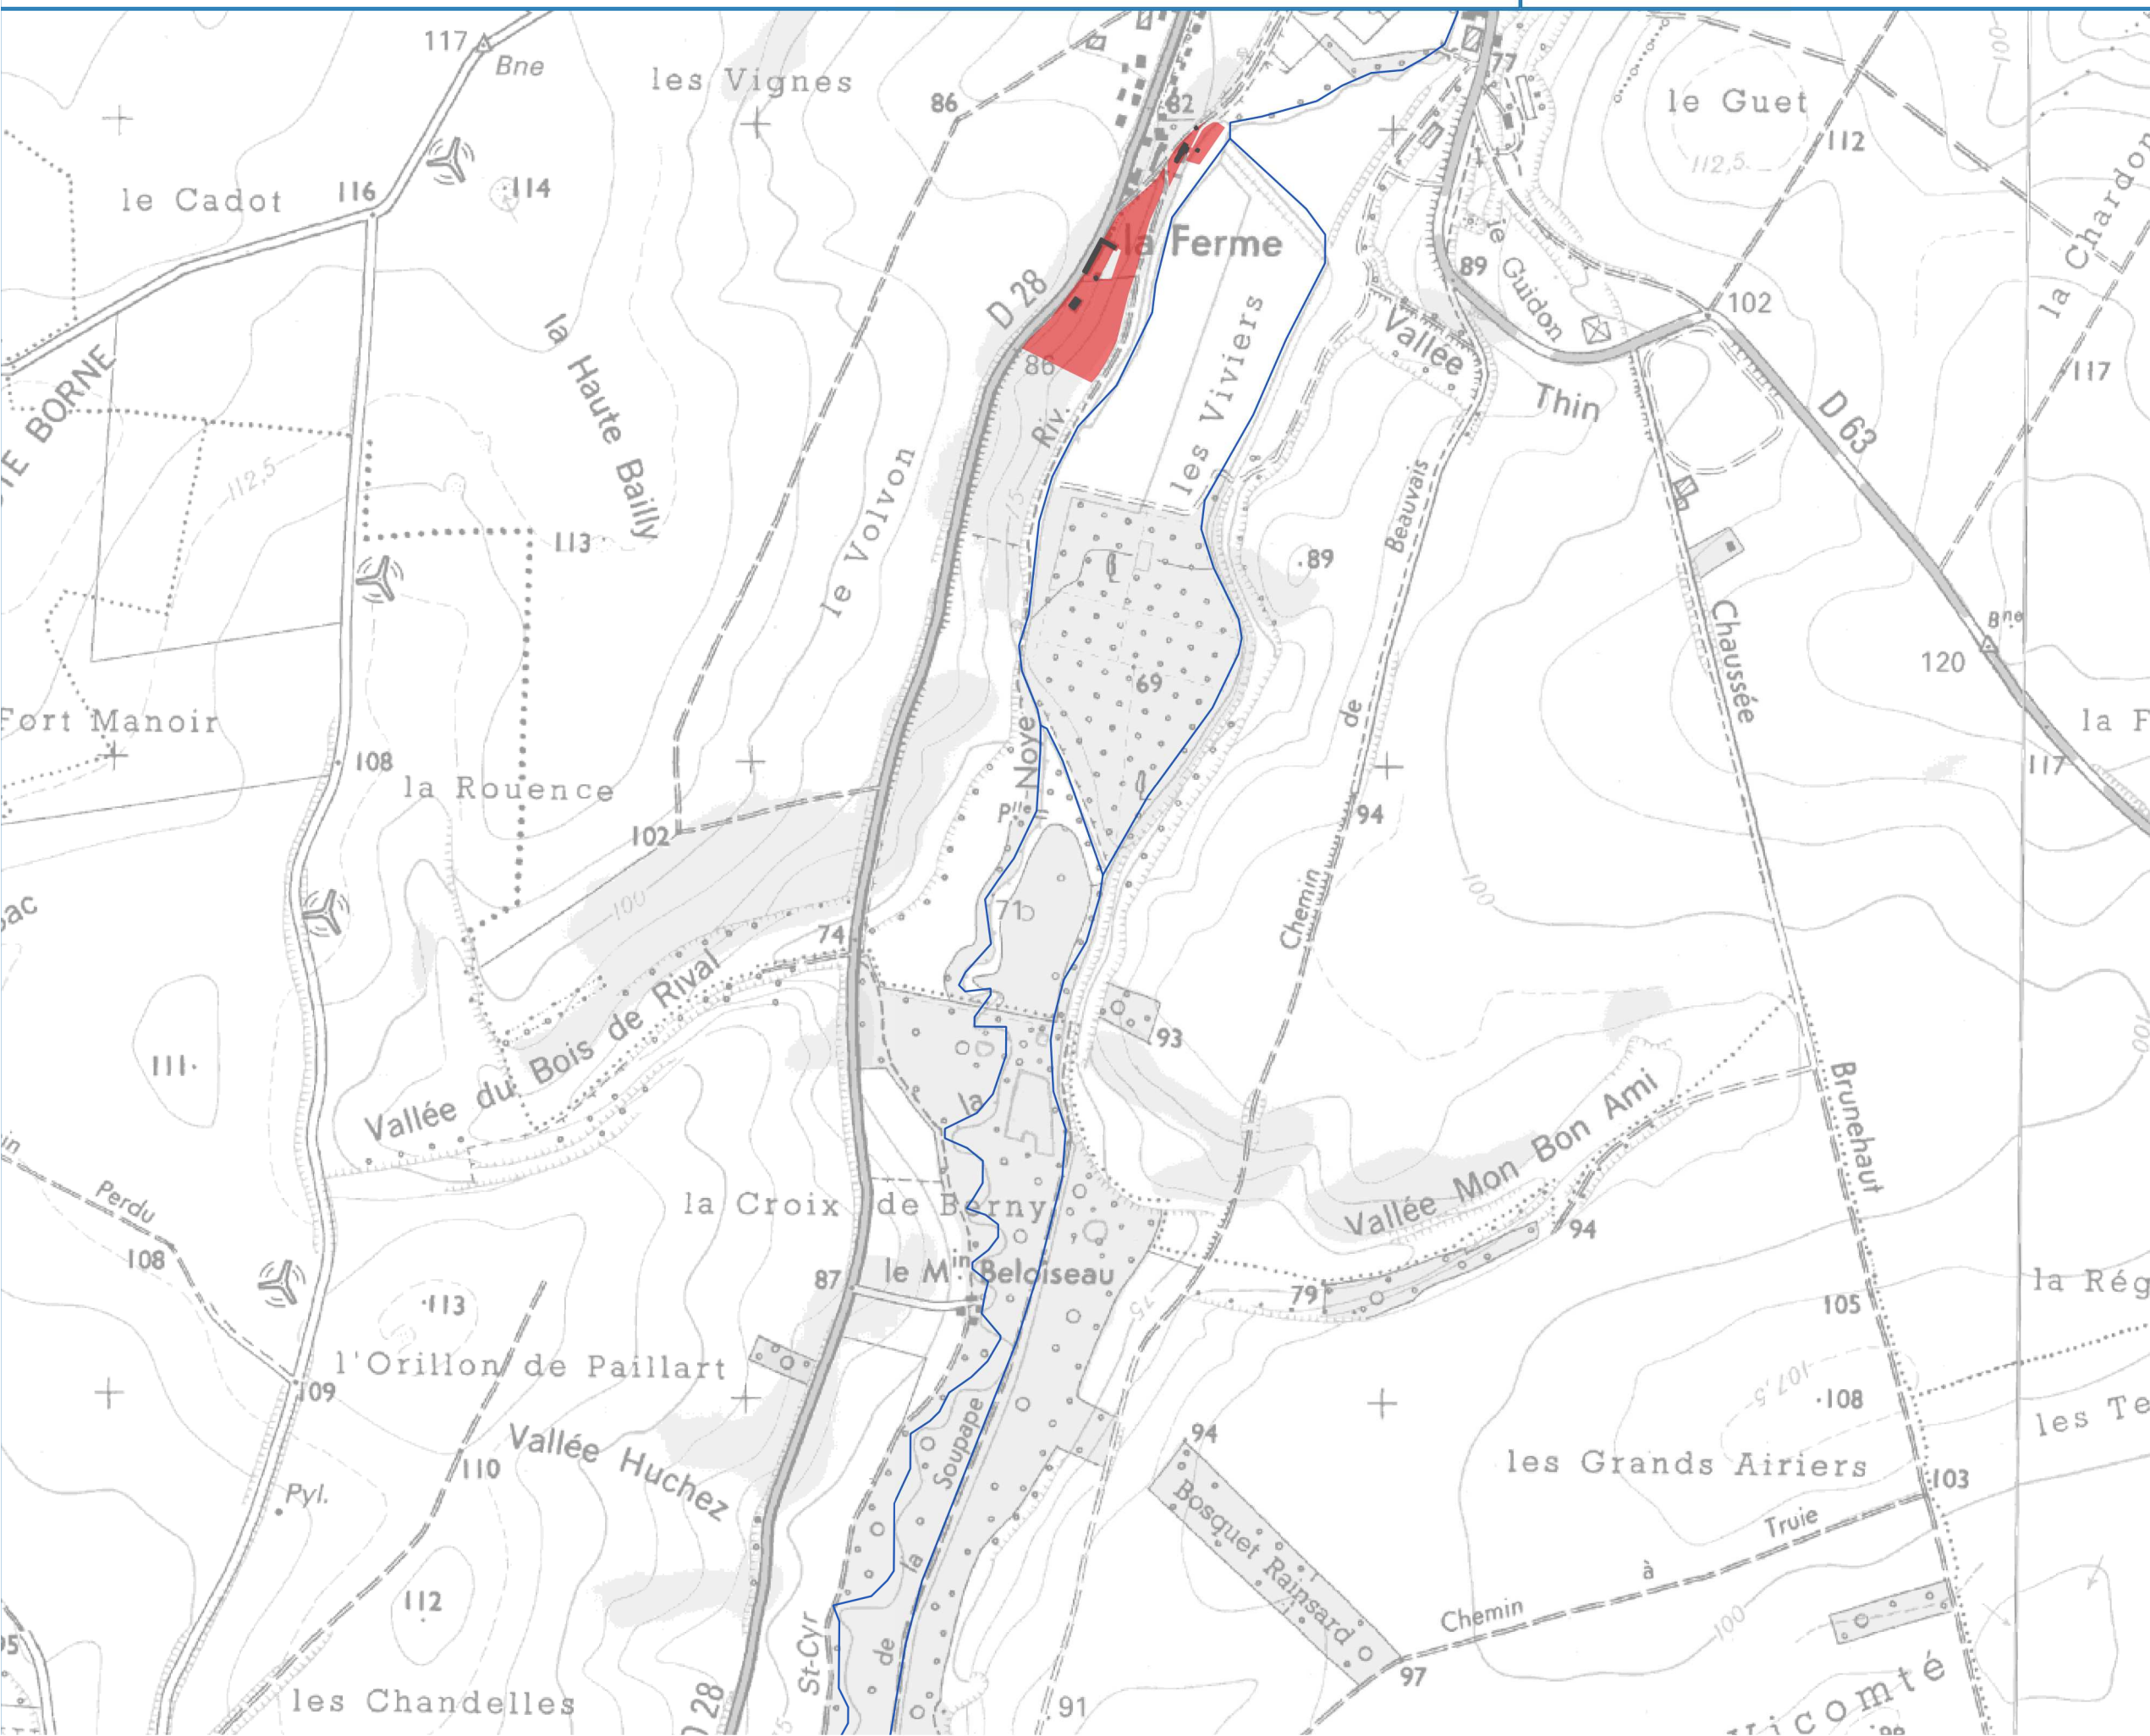 117
Bne
les Vignes
86
82
77
le Guet
112
112,5
100
le Cadot
116
114
la Ferme
la Chardon
D 28
86
le Guidon
89
102
Vallée
Thin
117
D 63
la Haute Bailly
les Viviers
Riv.
112,5
113
le Volvon
75
Beauvais
89
Chaussée
Bne
120
69
Fort Manoir
108
la Rouence
102
Noye
Plle
de
94
la F
117
100
71
74
Chemin
100
Vallée du Bois de Rival
93
111
la
Vallée Mon Bon Ami
Brunehaut
100
Perdu
108
la Croix de Berny
94
87
le Min Beloiseau
79
75
la Rég
105
113
l'Orillon de Paillart
109
107,5
108
les Te
Vallée Huchez
110
Soupape
94
les Grands Airiers
103
Pyl.
Bosquet Rainsard
Truie
à
Chemin
112
la
100
St-Cyr
de
97
les Chandelles
D 28
91
Vicomté